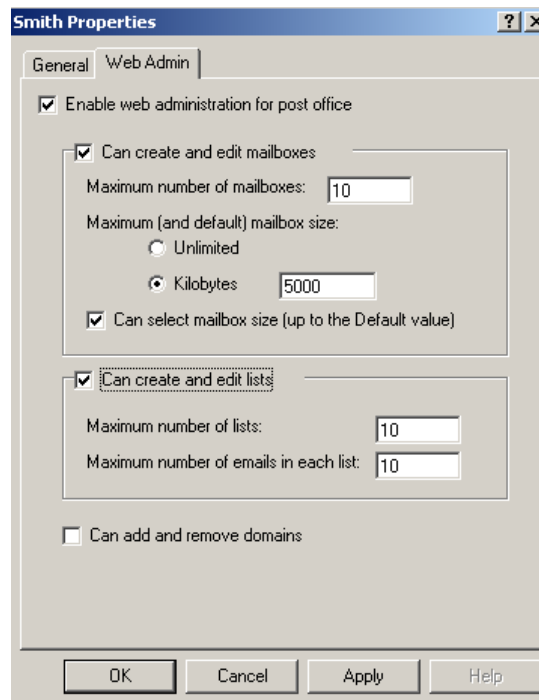 Smith Properties
General Web Admin
Enable web administration for post office
Can create and edit mailboxes
Maximum number of mailboxes: 10
Maximum (and default) mailbox size:
Unlimited
Kilobytes 5000
Can select mailbox size (up to the Default value)
Can create and edit lists
Maximum number of lists: 10
Maximum number of emails in each list: 10
Can add and remove domains
OK Cancel Apply Help